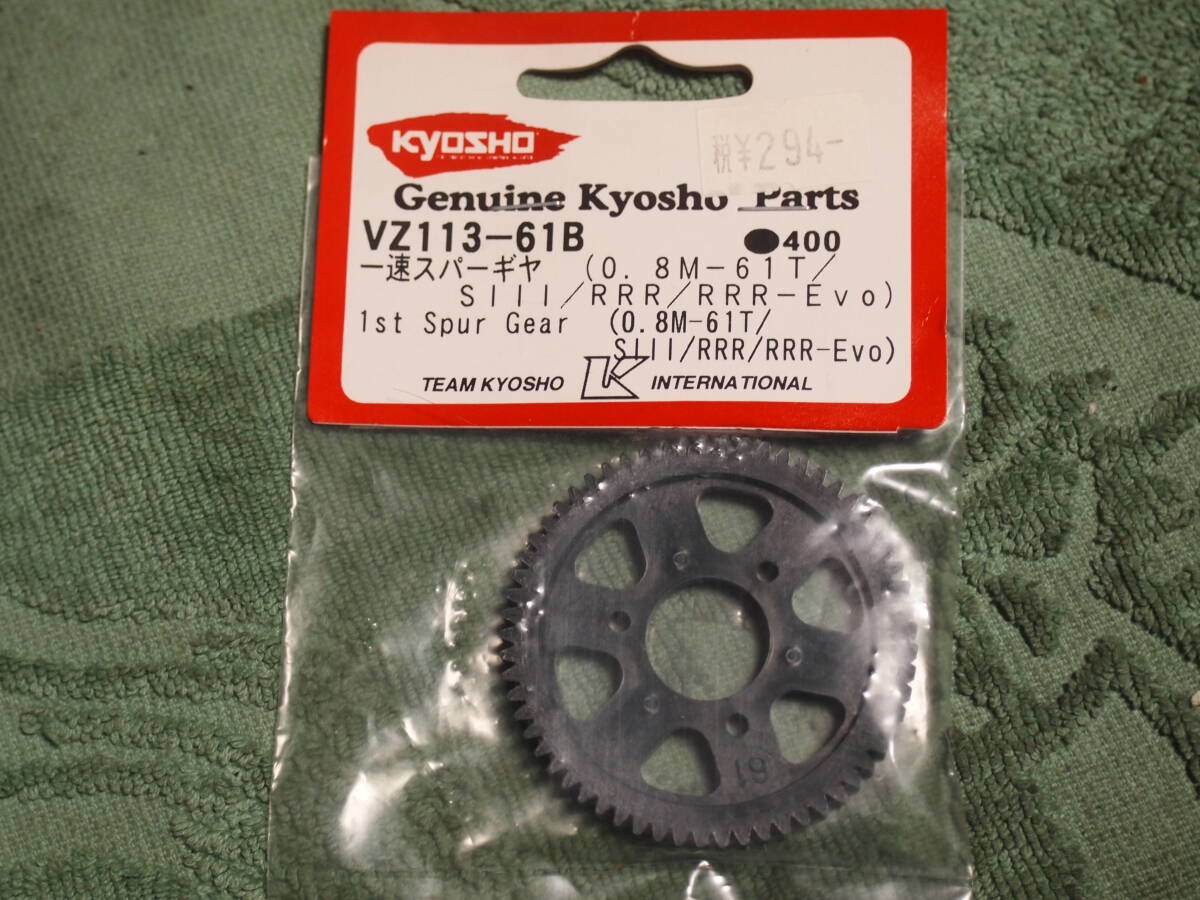 KYOSHO
税¥294-
Genuine Kyosho Parts
VZ113-61B ●400
一速スパーギヤ (0.8M-61T/
SIII/RRR/RRR-Evo)
1st Spur Gear (0.8M-61T/
SIII/RRR/RRR-Evo)
TEAM KYOSHO K INTERNATIONAL
61